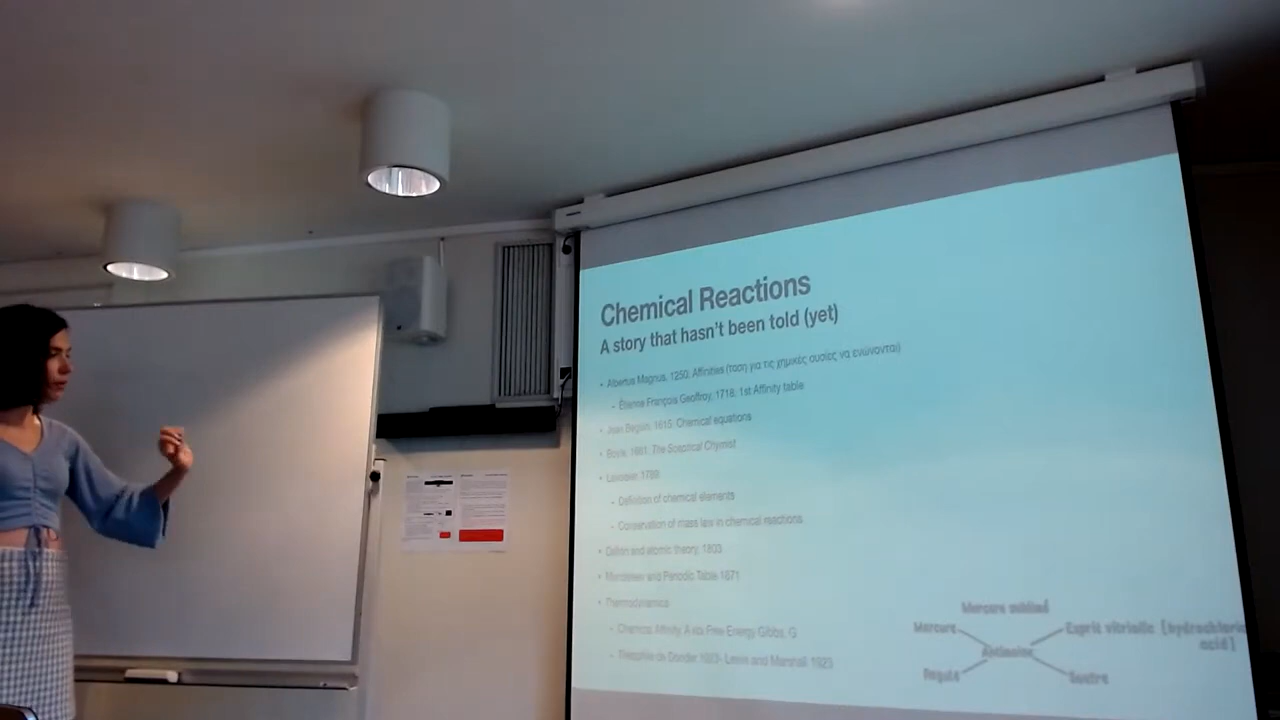 Chemical Reactions
A story that hasn't been told (yet)
• Albertus Magnus, 1250: Affinities (ταση για τις χημικές ουσίες να ενώνονται)
– Étienne François Geoffroy, 1718: 1st Affinity table
• Jean Beguin, 1615: Chemical equations
• Boyle, 1661: The Sceptical Chymist
• Lavoisier, 1789
– Definition of chemical elements
– Conservation of mass law in chemical reactions
• Dalton and atomic theory, 1803
• Mendeleev and Periodic Table 1871
• Thermodynamics
– Chemical Affinity, A και Free Energy Gibbs, G
– Théophile de Donder 1923- Lewis and Randall 1923
Mercure sublimé
Mercure
Esprit vitriolic (hydrochloric
acid)
Antimoine
Regule
Soufre